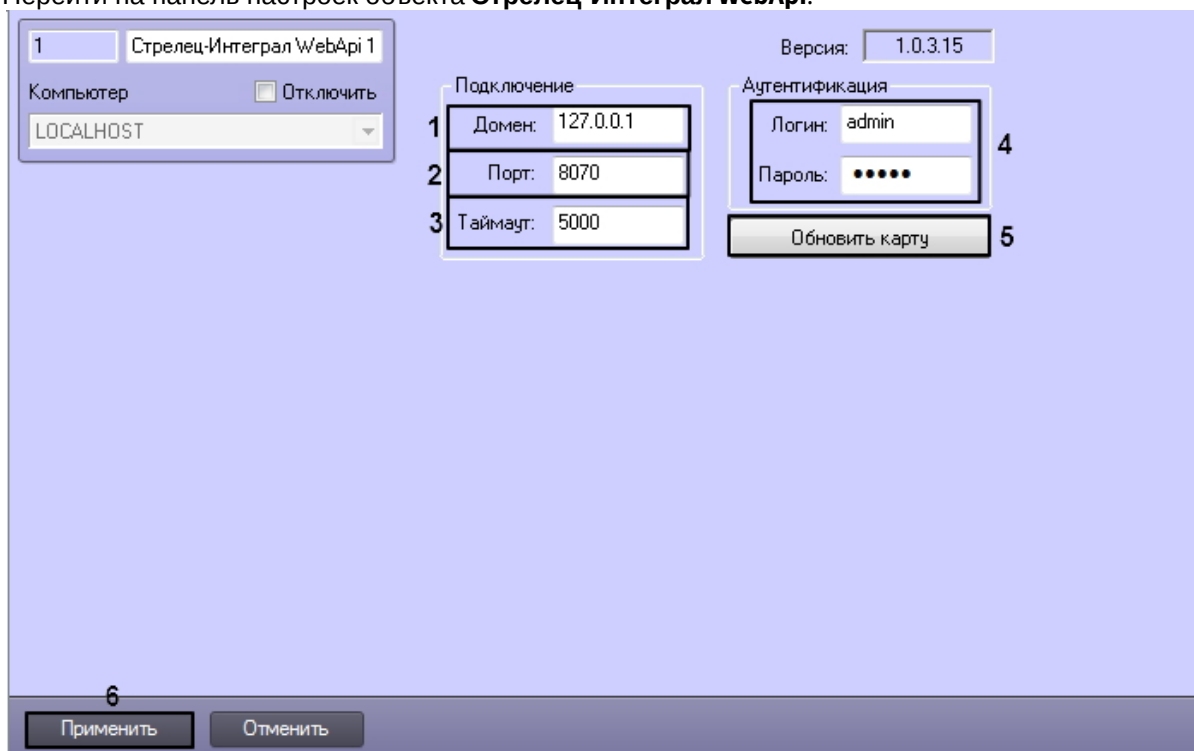 Перейти на панель настроек объекта Стрелец-Интеграл WebApi.
1 Стрелец-Интеграл WebApi 1
Версия: 1.0.3.15
Компьютер Отключить
LOCALHOST
Подключение
1 Домен: 127.0.0.1
2 Порт: 8070
3 Таймаут: 5000
Аутентификация
Логин: admin
4
Пароль: •••••
Обновить карту 5
6
Применить Отменить